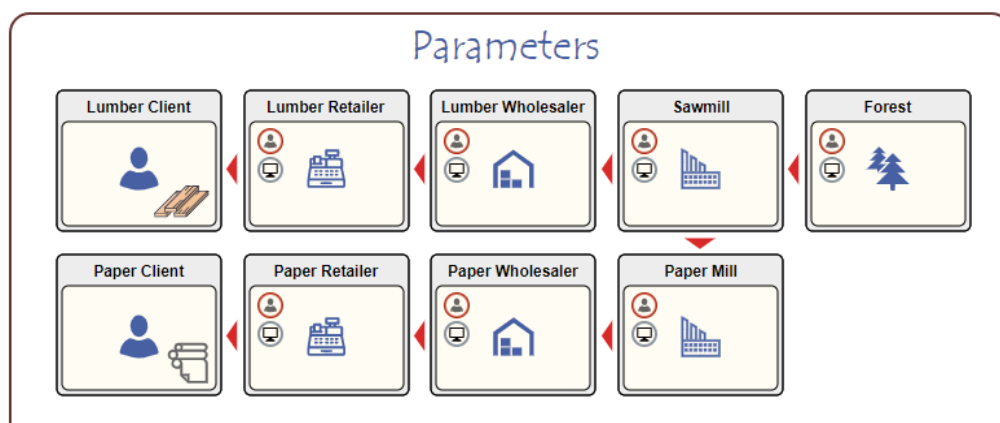 Parameters
Lumber Client
Lumber Retailer
Lumber Wholesaler
Sawmill
Forest
Paper Client
Paper Retailer
Paper Wholesaler
Paper Mill